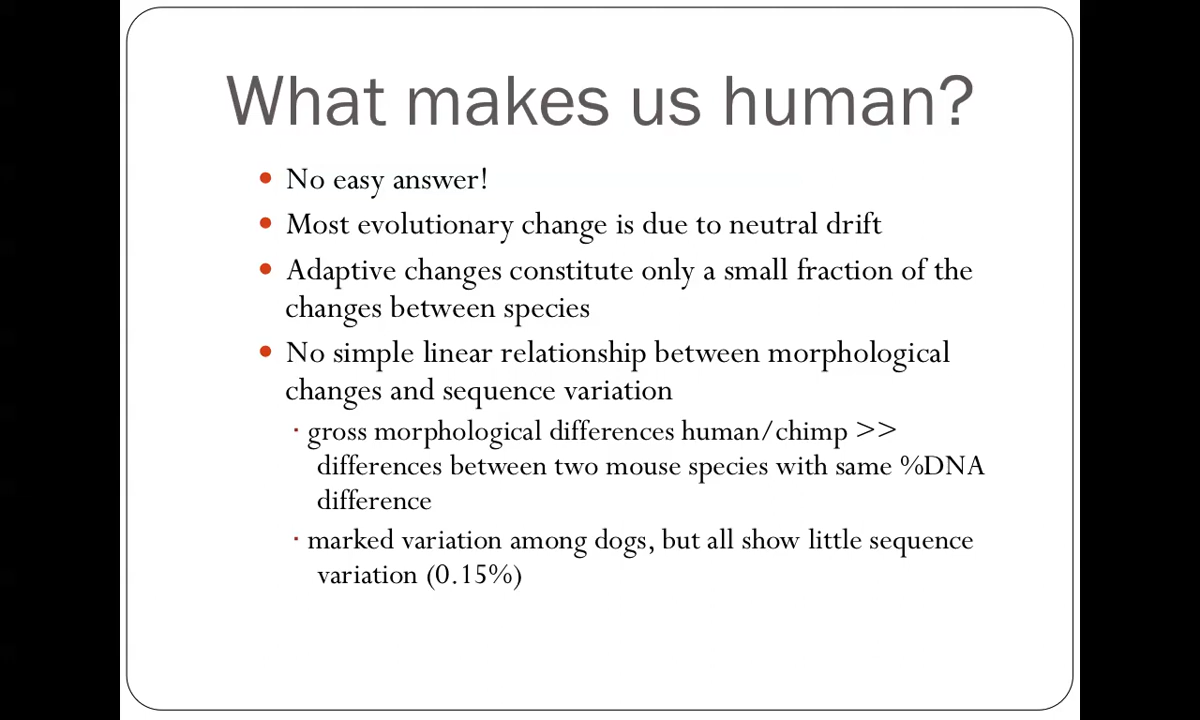 What makes us human?
• No easy answer!
• Most evolutionary change is due to neutral drift
• Adaptive changes constitute only a small fraction of the
changes between species
• No simple linear relationship between morphological
changes and sequence variation
· gross morphological differences human/chimp >>
differences between two mouse species with same %DNA
difference
· marked variation among dogs, but all show little sequence
variation (0.15%)